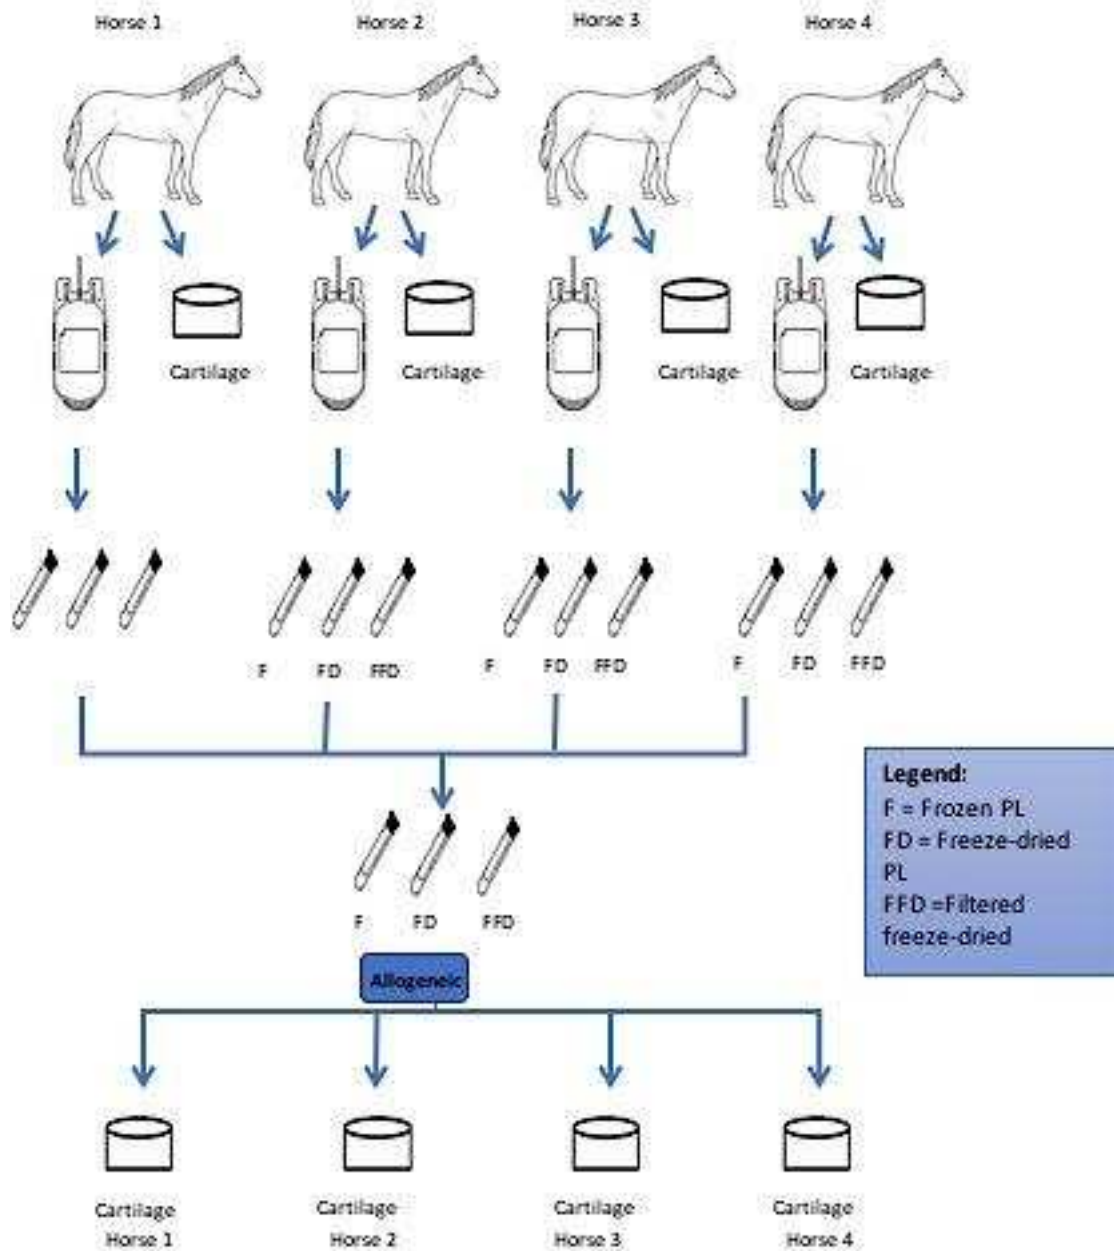 Horse 1
Horse 2
Horse 3
Horse 4
Cartilage
Cartilage
Cartilage
Cartilage
F FD FFD
F FD FFD
F FD FFD
F FD FFD
Legend:
F = Frozen PL
FD = Freeze-dried
PL
FFD =Filtered
freeze-dried
Allogeneic
Cartilage
Horse 1
Cartilage
Horse 2
Cartilage
Horse 3
Cartilage
Horse 4